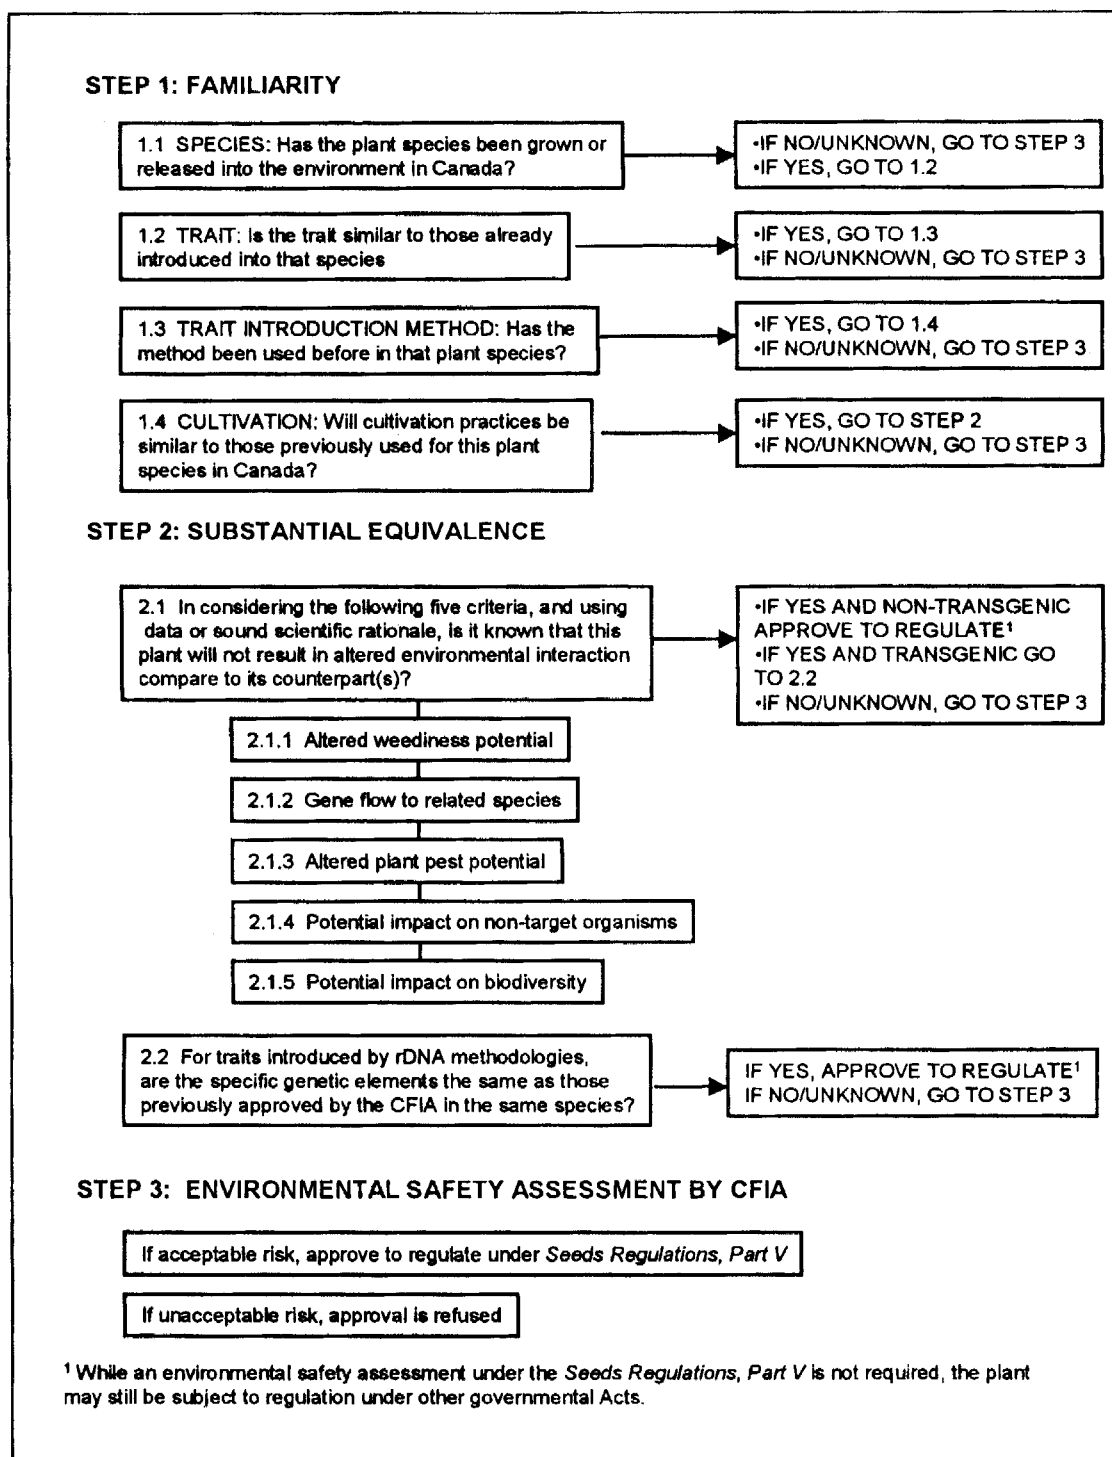 STEP 1: FAMILIARITY
1.1 SPECIES: Has the plant species been grown or
released into the environment in Canada?
•IF NO/UNKNOWN, GO TO STEP 3
•IF YES, GO TO 1.2
1.2 TRAIT: Is the trait similar to those already
introduced into that species
•IF YES, GO TO 1.3
•IF NO/UNKNOWN, GO TO STEP 3
1.3 TRAIT INTRODUCTION METHOD: Has the
method been used before in that plant species?
•IF YES, GO TO 1.4
•IF NO/UNKNOWN, GO TO STEP 3
1.4 CULTIVATION: Will cultivation practices be
similar to those previously used for this plant
species in Canada?
•IF YES, GO TO STEP 2
•IF NO/UNKNOWN, GO TO STEP 3
STEP 2: SUBSTANTIAL EQUIVALENCE
2.1 In considering the following five criteria, and using
data or sound scientific rationale, is it known that this
plant will not result in altered environmental interaction
compare to its counterpart(s)?
•IF YES AND NON-TRANSGENIC
APPROVE TO REGULATE¹
•IF YES AND TRANSGENIC GO
TO 2.2
•IF NO/UNKNOWN, GO TO STEP 3
2.1.1 Altered weediness potential
2.1.2 Gene flow to related species
2.1.3 Altered plant pest potential
2.1.4 Potential impact on non-target organisms
2.1.5 Potential impact on biodiversity
2.2 For traits introduced by rDNA methodologies,
are the specific genetic elements the same as those
previously approved by the CFIA in the same species?
IF YES, APPROVE TO REGULATE¹
IF NO/UNKNOWN, GO TO STEP 3
STEP 3: ENVIRONMENTAL SAFETY ASSESSMENT BY CFIA
If acceptable risk, approve to regulate under Seeds Regulations, Part V
If unacceptable risk, approval is refused
¹ While an environmental safety assessment under the Seeds Regulations, Part V is not required, the plant
may still be subject to regulation under other governmental Acts.